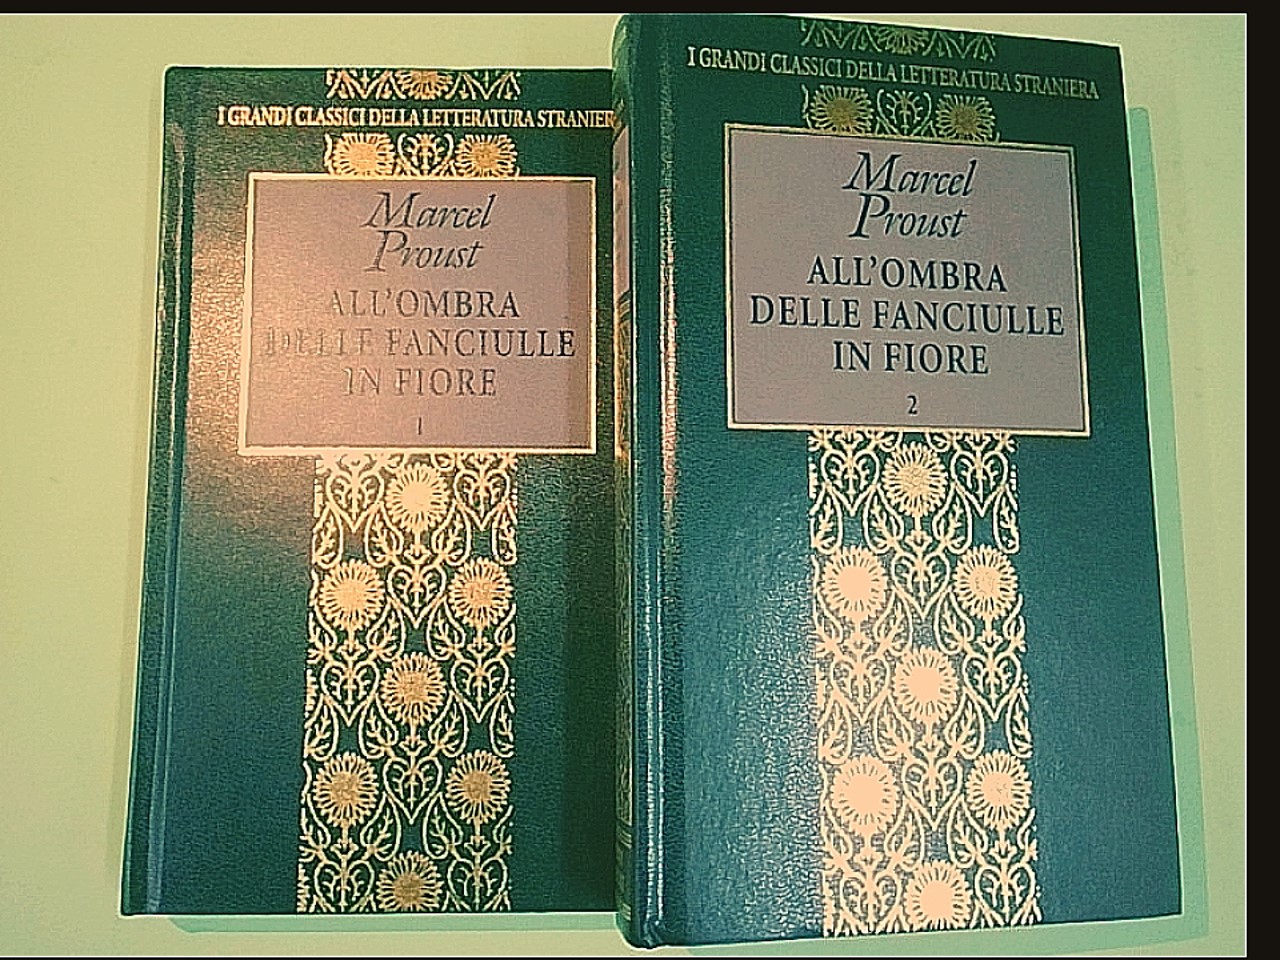 I GRANDI CLASSICI DELLA LETTERATURA STRANIER
Marcel
Proust
ALL'OMBRA
DELLE FANCIULLE
IN FIORE
1
I GRANDI CLASSICI DELLA LETTERATURA STRANIERA
Marcel
Proust
ALL'OMBRA
DELLE FANCIULLE
IN FIORE
2